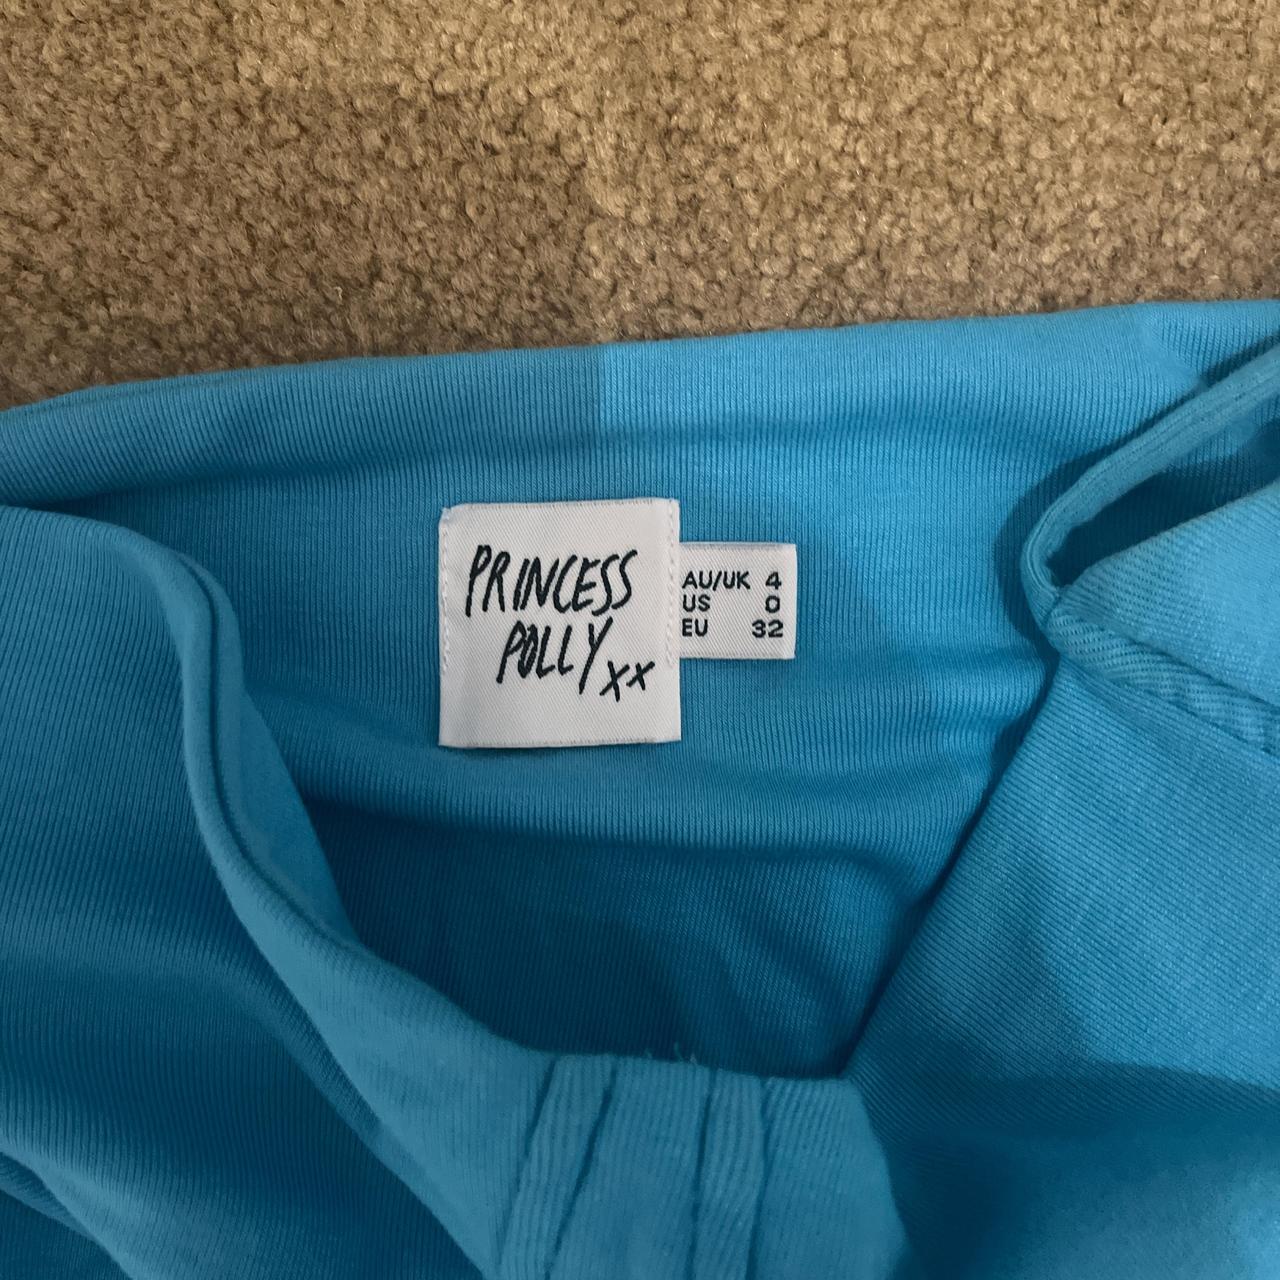 PRINCESS
POLLY xx
AU/UK 4
US 0
EU 32